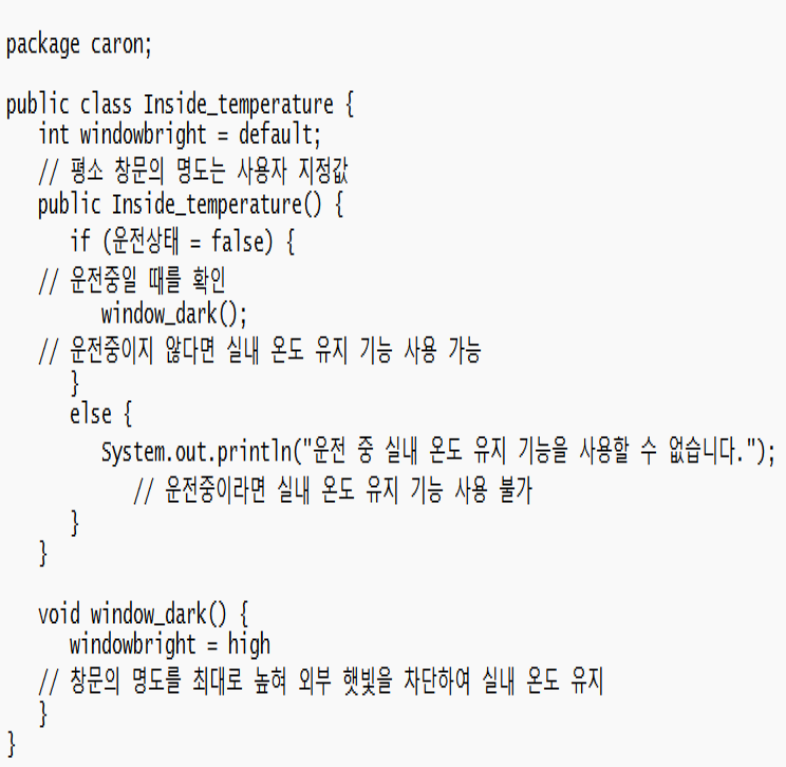 package caron;
public class Inside_temperature {
int windowbright = default;
// 평소 창문의 명도는 사용자 지정값
public Inside_temperature() {
if (운전상태 = false) {
// 운전중일 때를 확인
window_dark();
// 운전중이지 않다면 실내 온도 유지 기능 사용 가능
}
else {
System.out.println("운전 중 실내 온도 유지 기능을 사용할 수 없습니다.");
// 운전중이라면 실내 온도 유지 기능 사용 불가
}
}
void window_dark() {
windowbright = high
// 창문의 명도를 최대로 높혀 외부 햇빛을 차단하여 실내 온도 유지
}
}